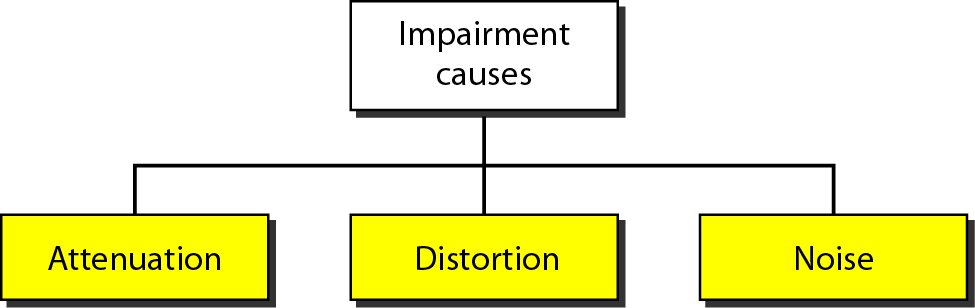 Impairment
causes
Attenuation
Distortion
Noise